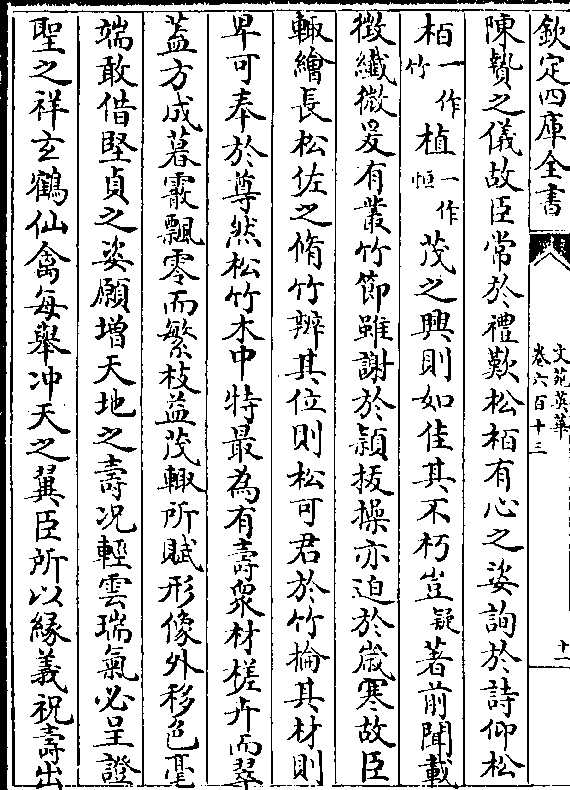 欽定四庫全書
文苑英華
卷六百十三
十一
陳贄之儀故臣常於禮歎松栢有心之姿詢於詩仰松
栢一作竹植一作恒茂之興則如佳其不朽豈疑著前聞載
徴纎微爰有叢竹節雖謝於頴拔操亦迫於嵗寒故臣
輙繪長松佐之脩竹辨其位則松可君於竹掄其材則
卑可奉於尊然松竹木中特最為有壽衆材槎卉而翠
葢方成暮霰飄零而繁枝益茂輙所賦形像外移色毫
端敢借堅貞之姿願增天地之壽况輕雲瑞氣必呈證
聖之祥玄鶴仙禽每舉冲天之翼臣所以緣義祝壽出